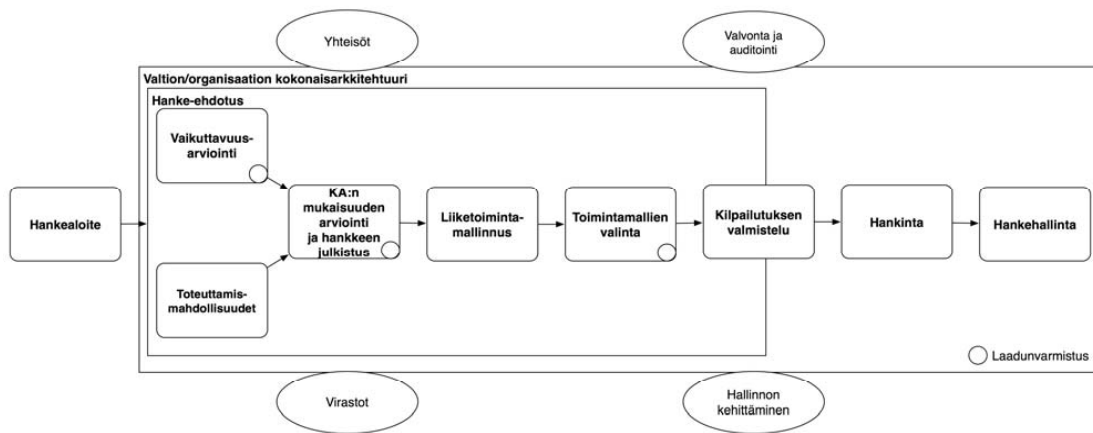 Yhteisöt
Valvonta ja
auditointi
Valtion/organisaation kokonaisarkkitehtuuri
Hanke-ehdotus
Vaikuttavuus-
arviointi
Hankealoite
KA:n
mukaisuuden
arviointi
ja hankkeen
julkistus
Liiketoiminta-
mallinnus
Toimintamallien
valinta
Kilpailutuksen
valmistelu
Hankinta
Hankehallinta
Toteuttamis-
mahdollisuudet
Laadunvarmistus
Virastot
Hallinnon
kehittäminen